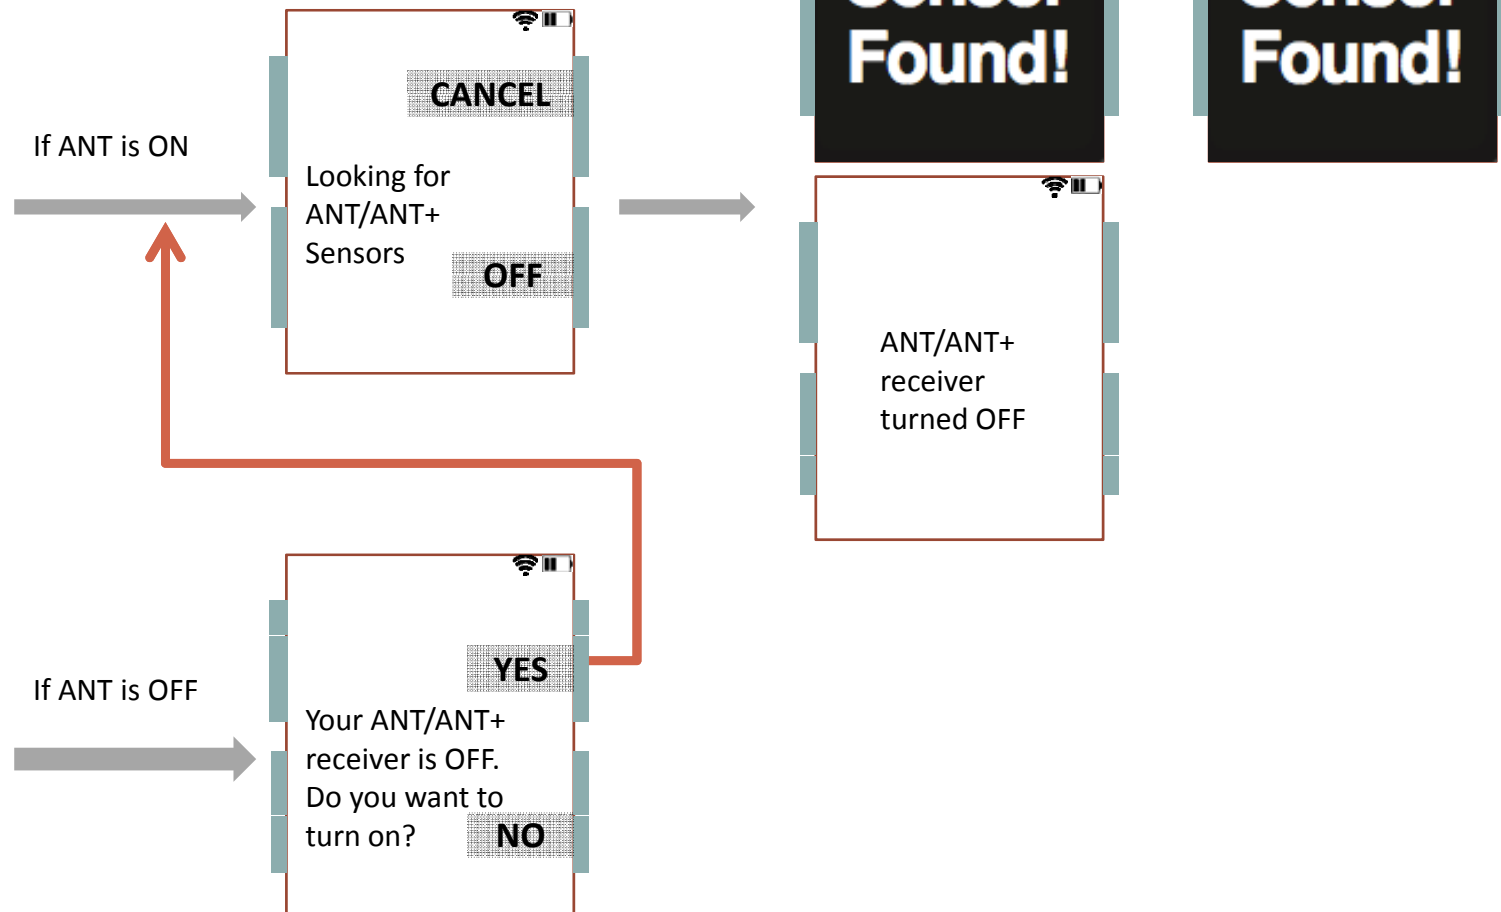 Found!
Found!
CANCEL
If ANT is ON
Looking for
ANT/ANT+
Sensors
OFF
ANT/ANT+
receiver
turned OFF
YES
If ANT is OFF
Your ANT/ANT+
receiver is OFF.
Do you want to
turn on?
NO